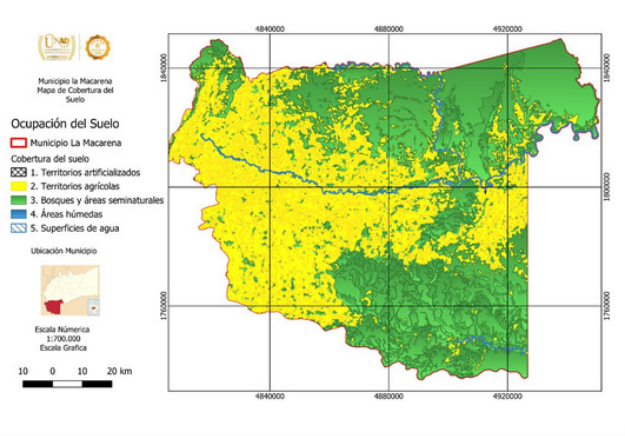 UNAD
Municipio la Macarena
Mapa de Cobertura del
Suelo
Ocupación del Suelo
Municipio La Macarena
Cobertura del suelo
1. Territorios artificializados
2. Territorios agrícolas
3. Bosques y áreas seminaturales
4. Áreas húmedas
5. Superficies de agua
Ubicación Municipio
Escala Númerica
1:700.000
Escala Grafica
10 0 10 20 km
4840000 4880000 4920000
1840000 1840000
1800000 1800000
1760000 1760000
4840000 4880000 4920000